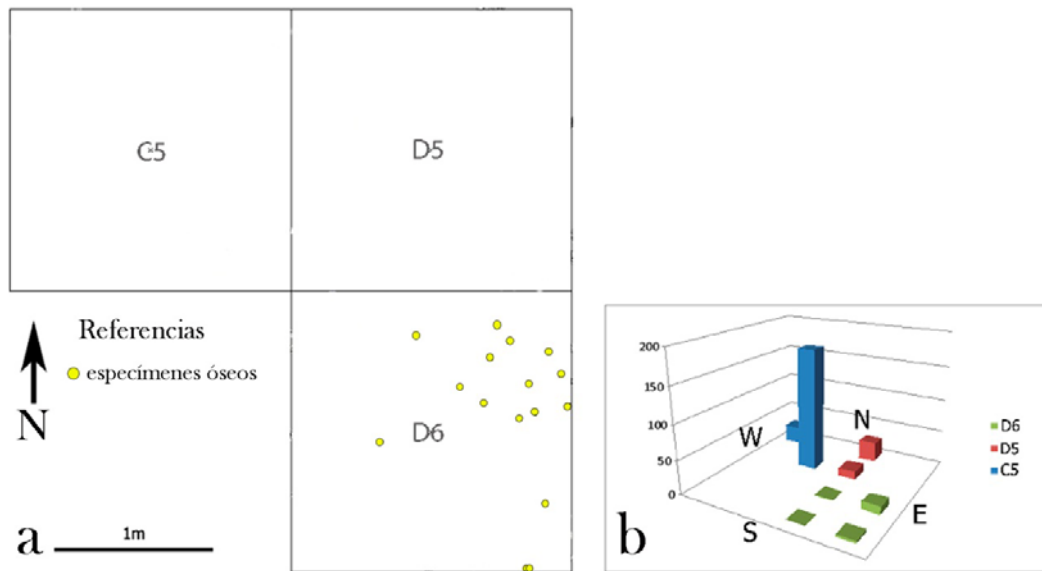 C5
D5
Referencias
especímenes óseos
N
D6
a
1m
200
150
100
50
0
W
N
S
E
D6
D5
C5
b